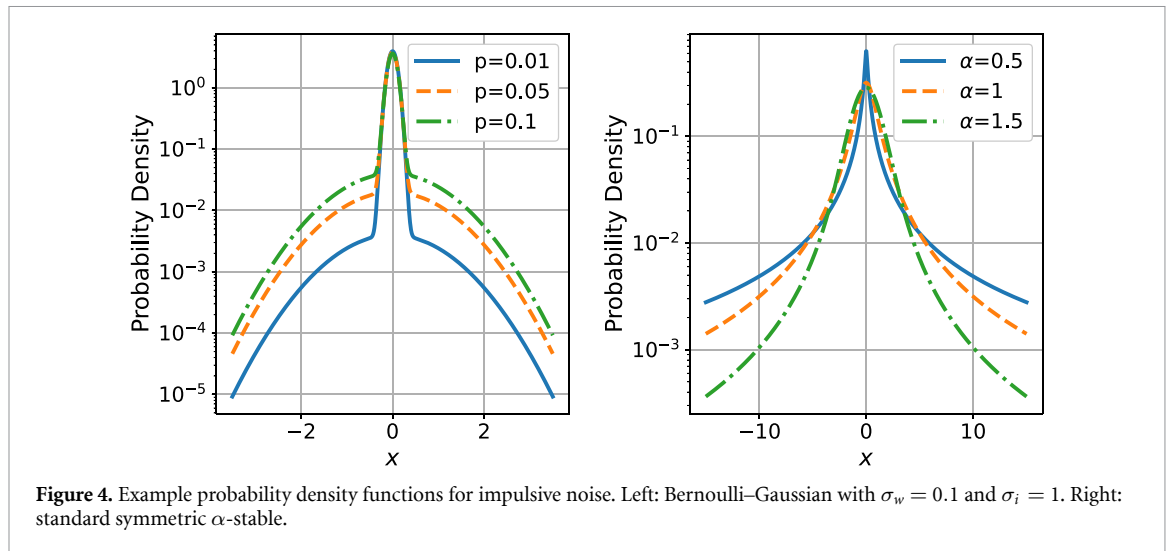 Probability Density
10⁰
10⁻¹
10⁻²
10⁻³
10⁻⁴
10⁻⁵
−2
0
2
x
p=0.01
p=0.05
p=0.1
Probability Density
10⁻¹
10⁻²
10⁻³
−10
0
10
x
α=0.5
α=1
α=1.5
Figure 4. Example probability density functions for impulsive noise. Left: Bernoulli–Gaussian with σ_w = 0.1 and σ_i = 1. Right:
standard symmetric α-stable.